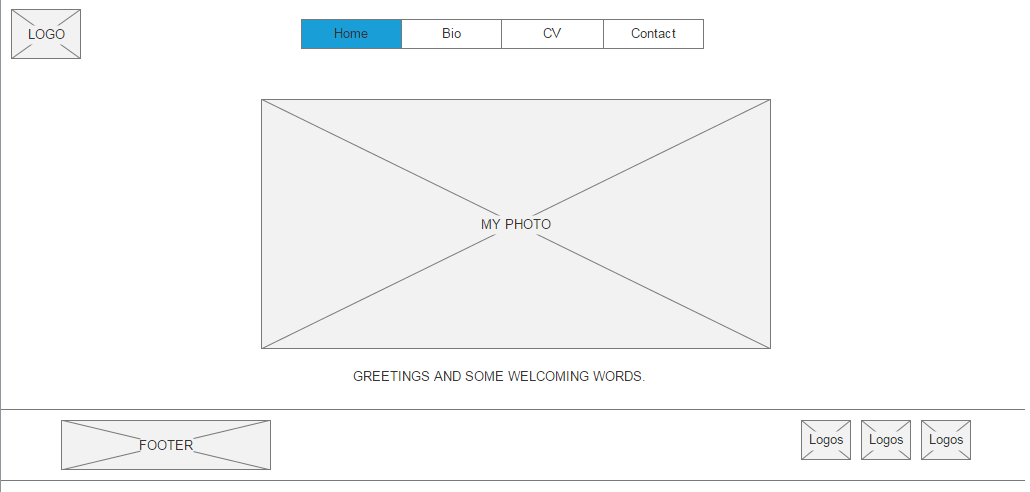 LOGO
Home Bio CV Contact
MY PHOTO
GREETINGS AND SOME WELCOMING WORDS.
FOOTER Logos Logos Logos